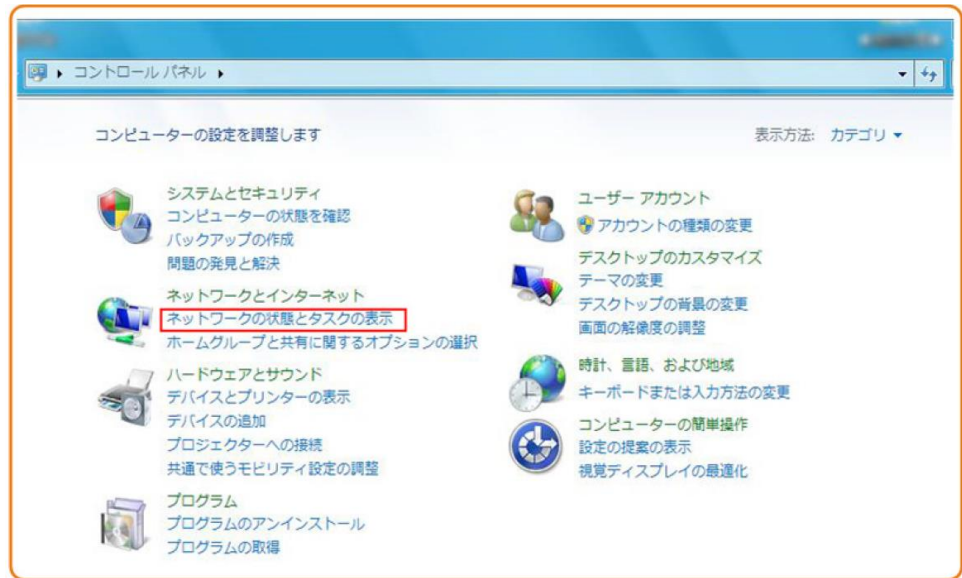 コントロール パネル
コンピューターの設定を調整します
表示方法: カテゴリ
システムとセキュリティ
コンピューターの状態を確認
バックアップの作成
問題の発見と解決
ネットワークとインターネット
ネットワークの状態とタスクの表示
ホームグループと共有に関するオプションの選択
ハードウェアとサウンド
デバイスとプリンターの表示
デバイスの追加
プロジェクターへの接続
共通で使うモビリティ設定の調整
プログラム
プログラムのアンインストール
プログラムの取得
ユーザー アカウント
アカウントの種類の変更
デスクトップのカスタマイズ
テーマの変更
デスクトップの背景の変更
画面の解像度の調整
時計、言語、および地域
キーボードまたは入力方法の変更
コンピューターの簡単操作
設定の提案の表示
視覚ディスプレイの最適化